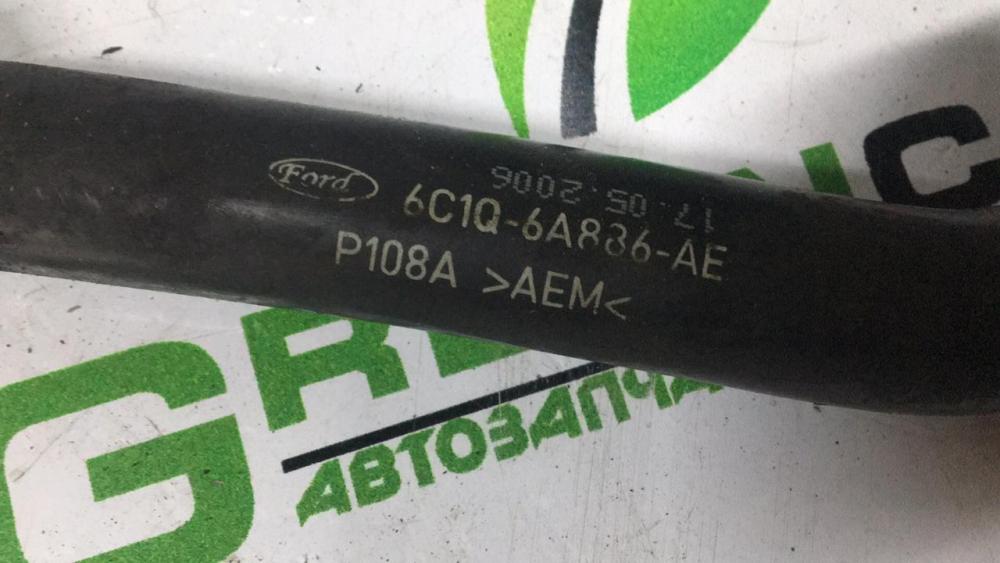 Ford
17.05.2006
6C1Q-6A886-AE
P108A >AEM<
АВТОЗАПЧА